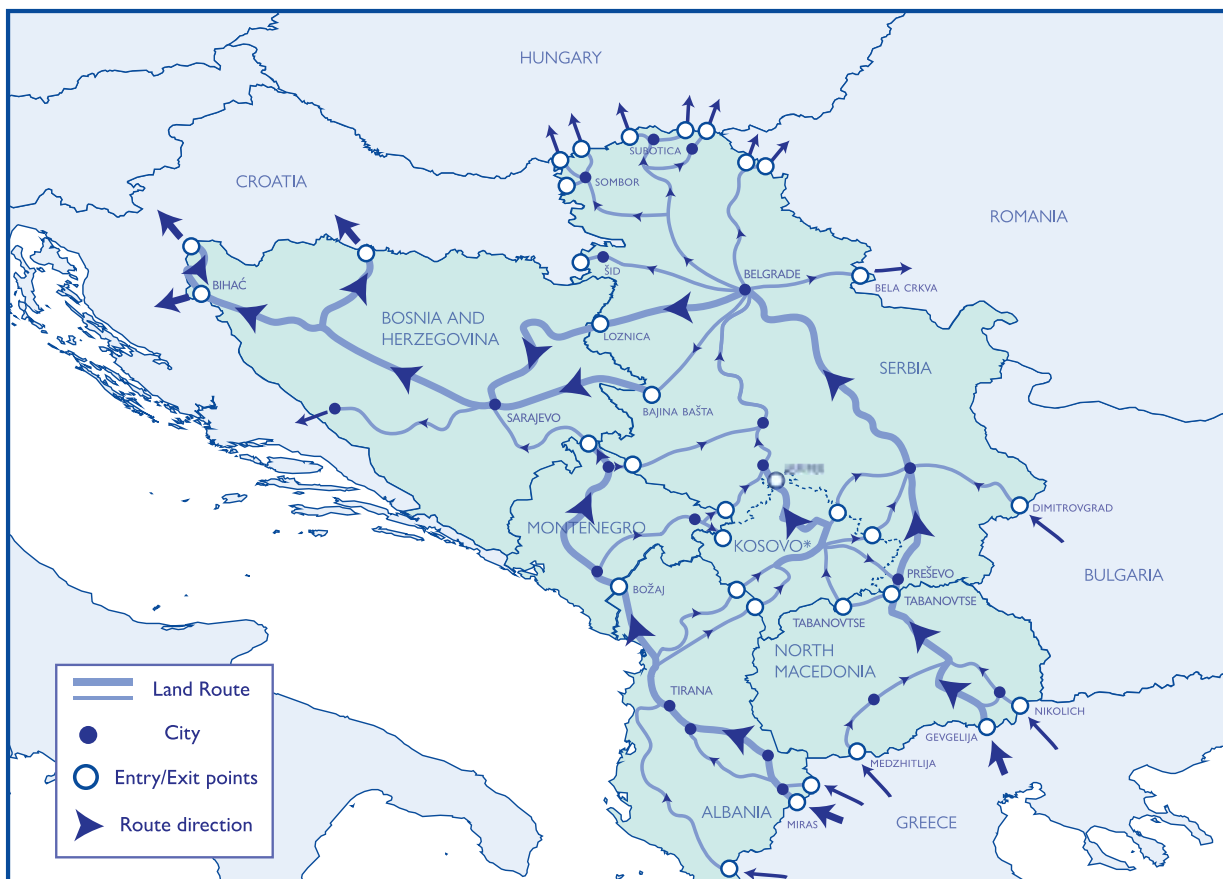 HUNGARY
SUBOTICA
SOMBOR
CROATIA
ROMANIA
ŠID
BELGRADE
BIHAĆ
BELA CRKVA
BOSNIA AND
HERZEGOVINA
LOZNICA
SERBIA
BAJINA BAŠTA
SARAJEVO
DIMITROVGRAD
MONTENEGRO
KOSOVO*
PREŠEVO
BULGARIA
BOŽAJ
TABANOVTSE
TABANOVTSE
NORTH
MACEDONIA
TIRANA
NIKOLICH
GEVGELIJA
MEDZHITLIJA
ALBANIA
MIRAS
GREECE
Land Route
City
Entry/Exit points
Route direction